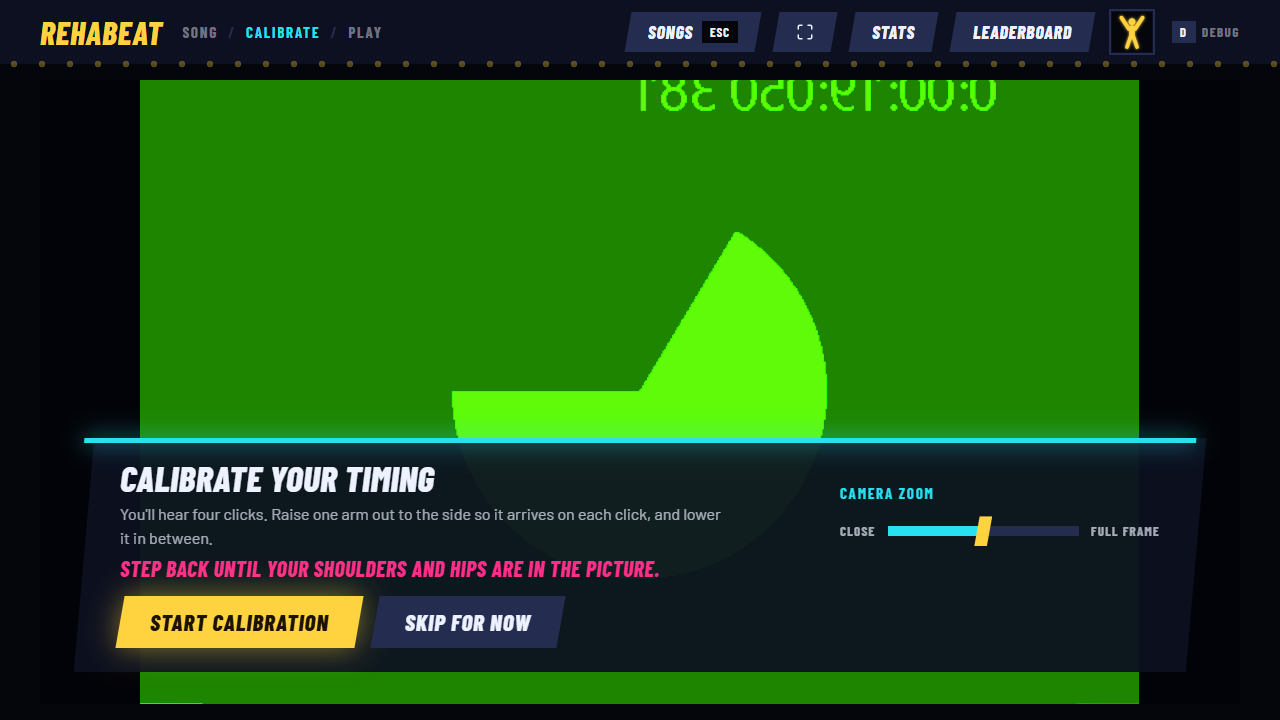 REHABEAT SONG / CALIBRATE / PLAY SONGS ESC STATS LEADERBOARD D DEBUG
0:00:19:050 381
CALIBRATE YOUR TIMING
You'll hear four clicks. Raise one arm out to the side so it arrives on each click, and lower
it in between.
STEP BACK UNTIL YOUR SHOULDERS AND HIPS ARE IN THE PICTURE.
START CALIBRATION SKIP FOR NOW
CAMERA ZOOM
CLOSE FULL FRAME